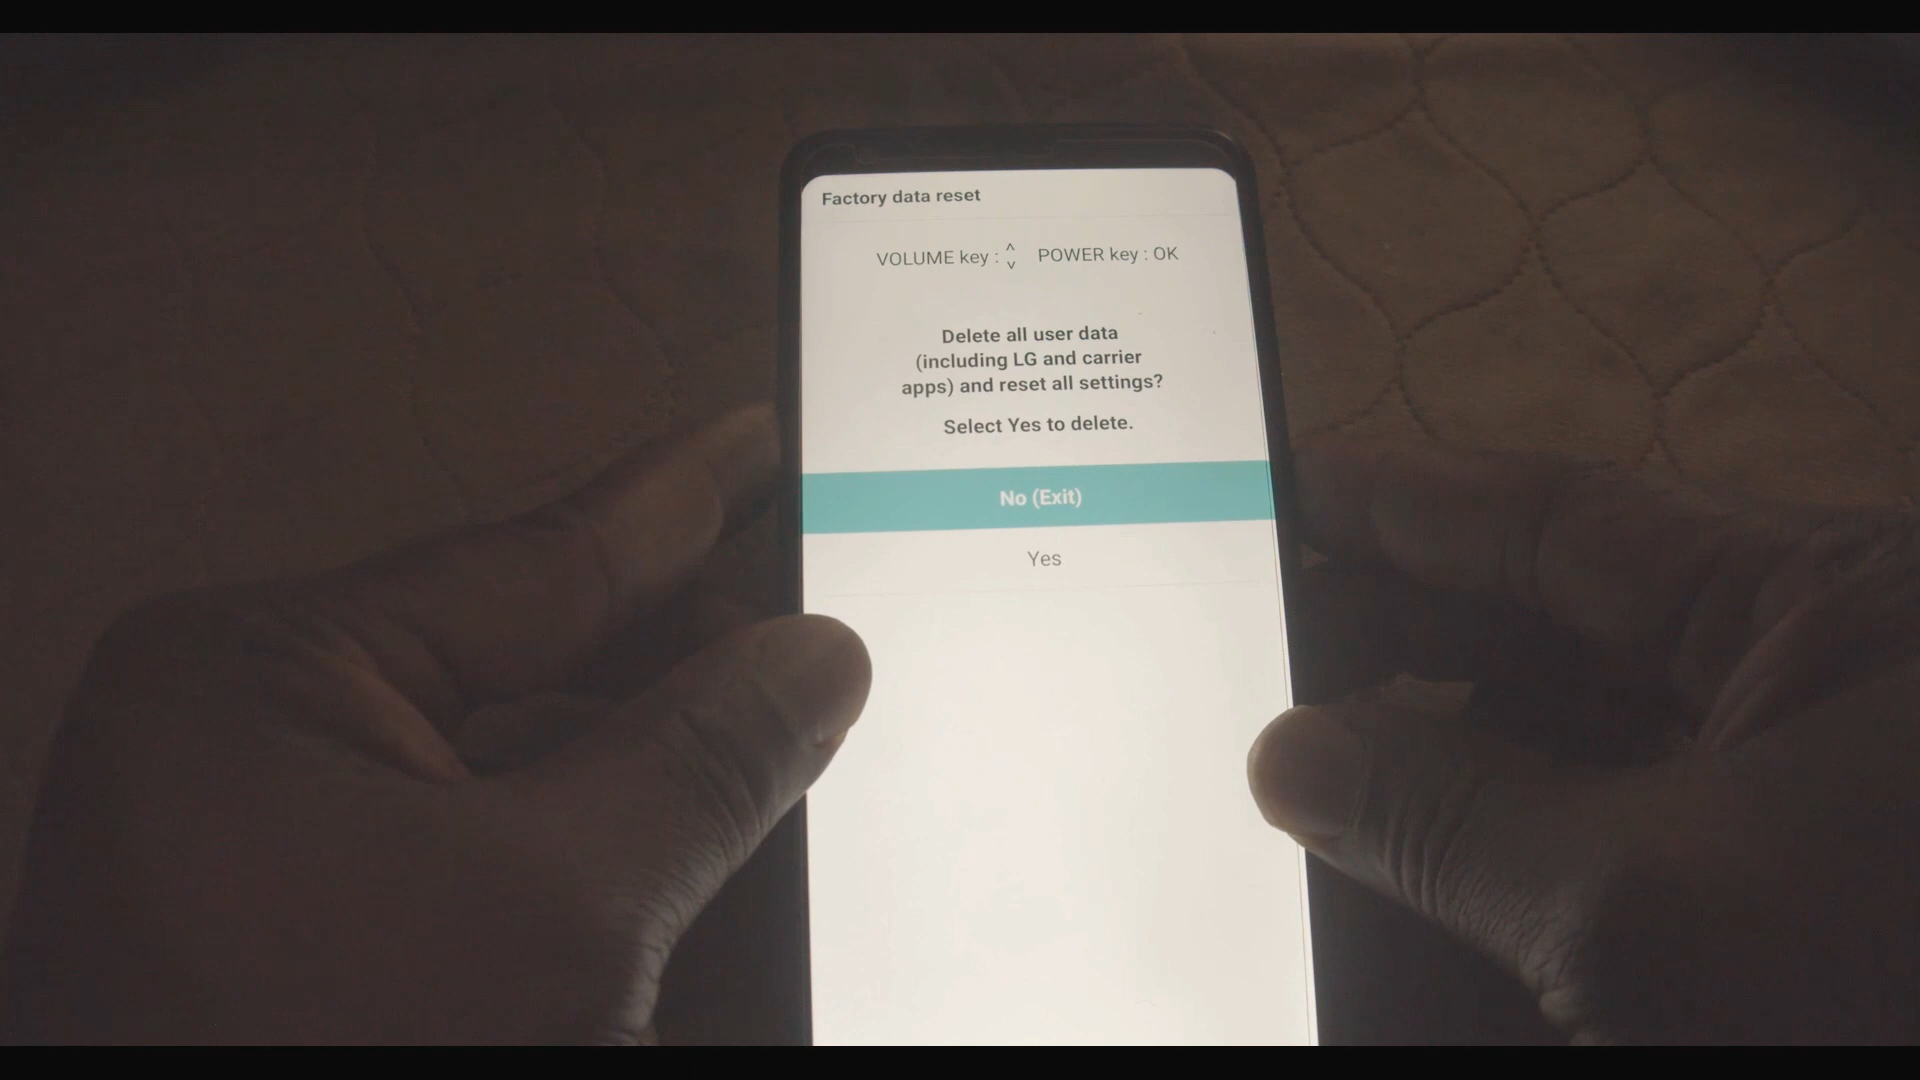 Factory data reset
VOLUME key : ^ v POWER key : OK
Delete all user data
(including LG and carrier
apps) and reset all settings?
Select Yes to delete.
No (Exit)
Yes